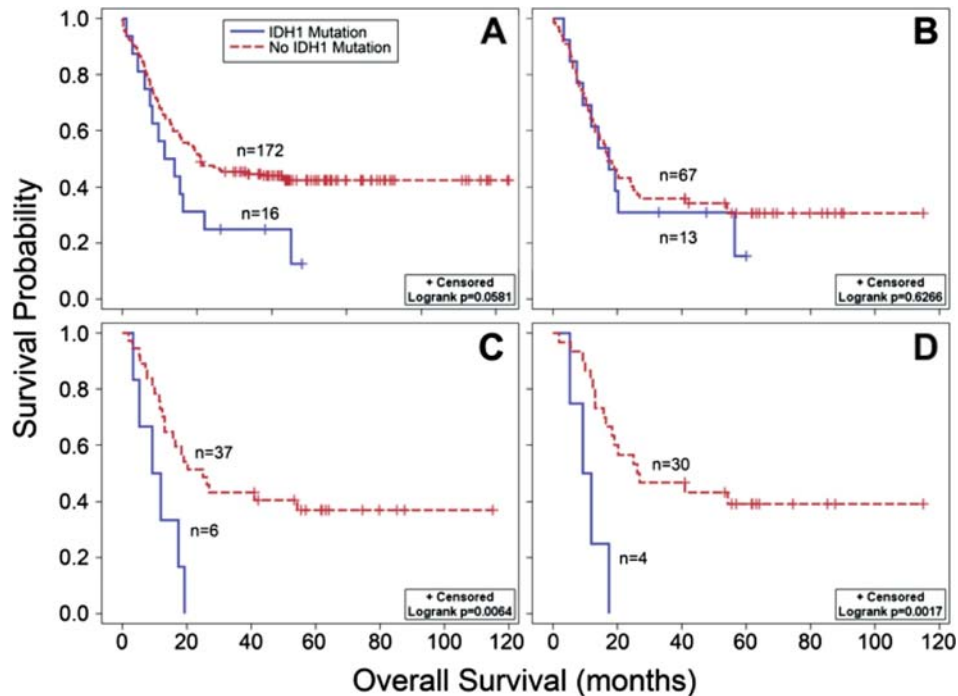 1.0
0.8
0.6
0.4
0.2
0.0
IDH1 Mutation
No IDH1 Mutation
A
n=172
n=16
+ Censored
Logrank p=0.0581
B
n=67
n=13
+ Censored
Logrank p=0.6266
1.0
0.8
0.6
0.4
0.2
0.0
C
n=37
n=6
+ Censored
Logrank p=0.0064
D
n=30
n=4
+ Censored
Logrank p=0.0017
0 20 40 60 80 100 120
0 20 40 60 80 100 120
Survival Probability
Overall Survival (months)